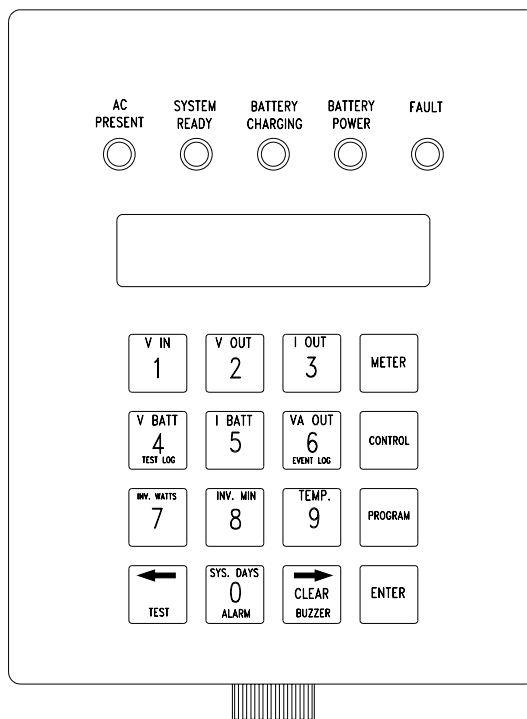 AC PRESENT
SYSTEM READY
BATTERY CHARGING
BATTERY POWER
FAULT
V IN
1
V OUT
2
I OUT
3
METER
V BATT
4
TEST LOG
I BATT
5
VA OUT
6
EVENT LOG
CONTROL
INV. WATTS
7
INV. MIN
8
TEMP.
9
PROGRAM
TEST
SYS. DAYS
0
ALARM
CLEAR
BUZZER
ENTER